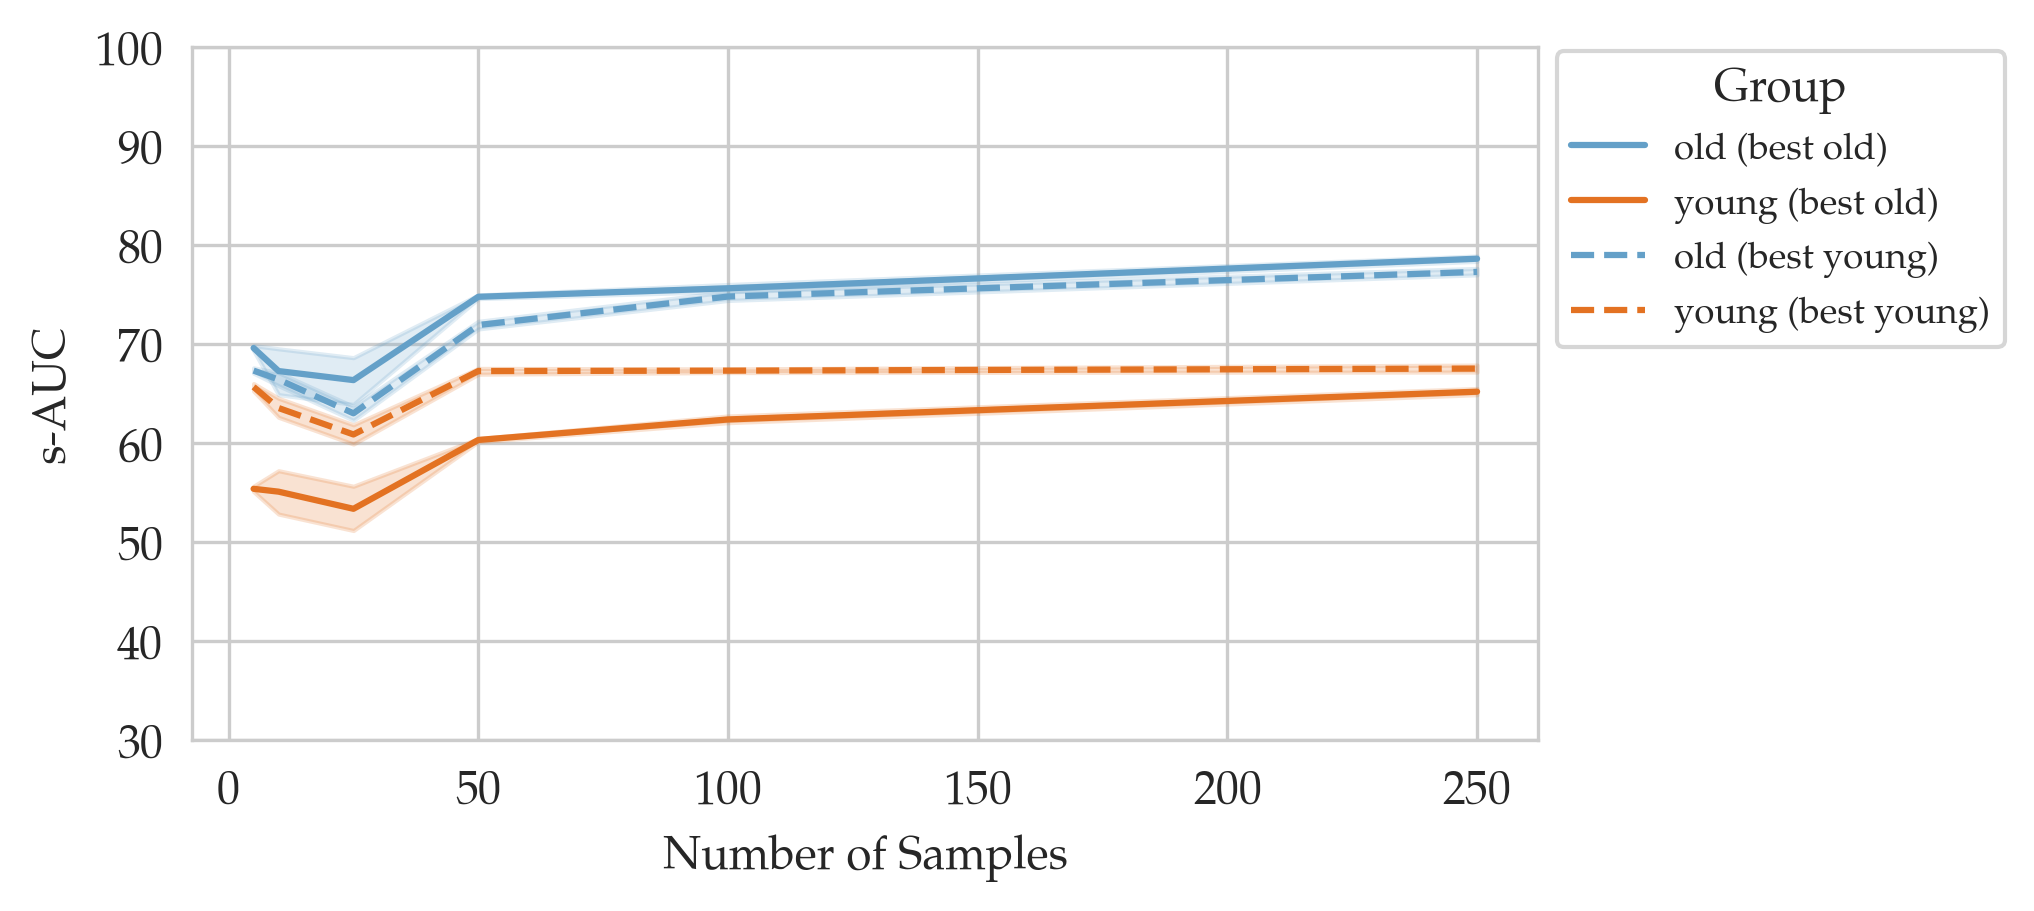 100
90
80
70
60
50
40
30
s-AUC
0 50 100 150 200 250
Number of Samples
Group
old (best old)
young (best old)
old (best young)
young (best young)